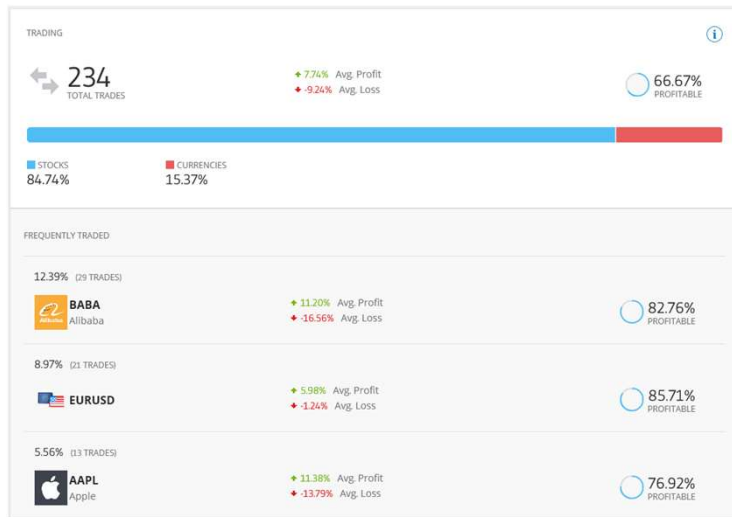 TRADING
234
TOTAL TRADES
7.74% Avg. Profit
-9.24% Avg. Loss
66.67%
PROFITABLE
STOCKS
84.74%
CURRENCIES
15.37%
FREQUENTLY TRADED
12.39% (29 TRADES)
BABA
Alibaba
11.20% Avg. Profit
-16.56% Avg. Loss
82.76%
PROFITABLE
8.97% (21 TRADES)
EURUSD
5.98% Avg. Profit
-1.24% Avg. Loss
85.71%
PROFITABLE
5.56% (13 TRADES)
AAPL
Apple
11.38% Avg. Profit
-13.79% Avg. Loss
76.92%
PROFITABLE